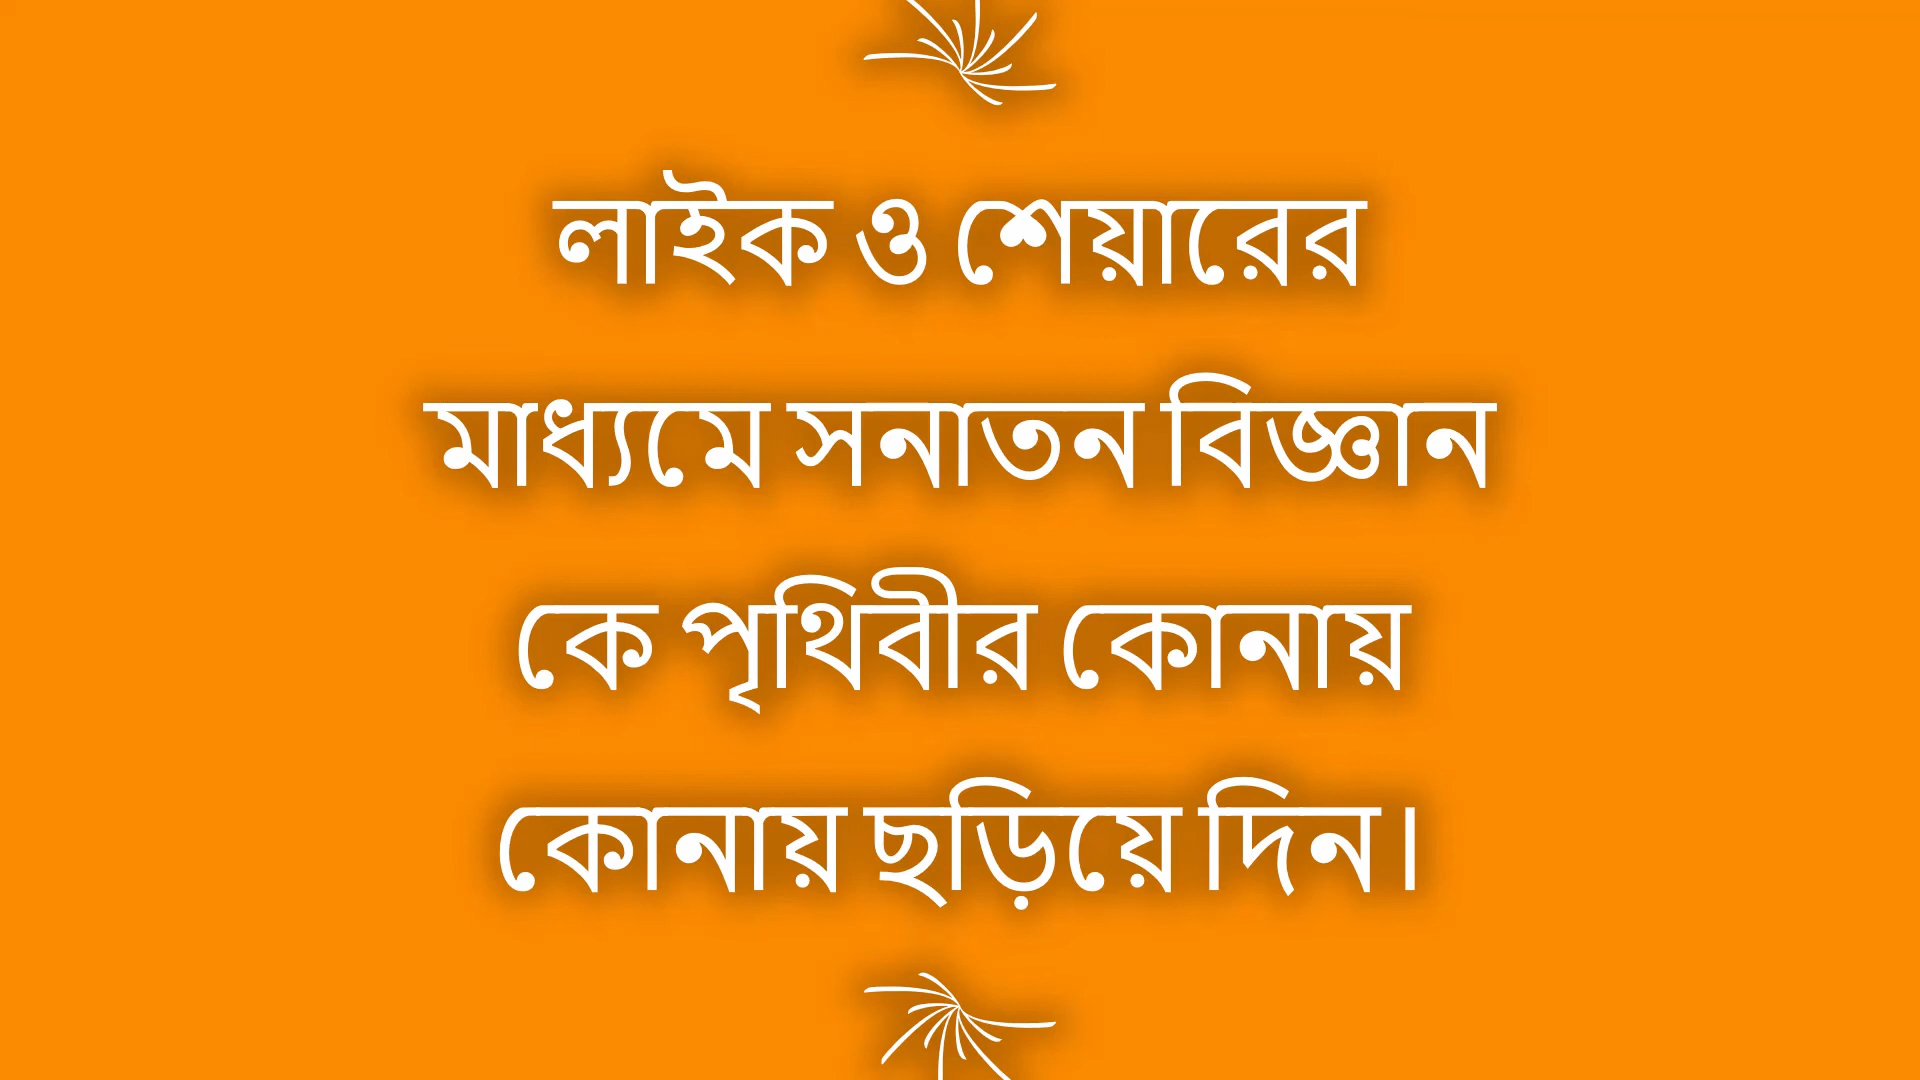 লাইক ও শেয়ারের
মাধ্যমে সনাতন বিজ্ঞান
কে পৃথিবীর কোনায়
কোনায় ছড়িয়ে দিন।